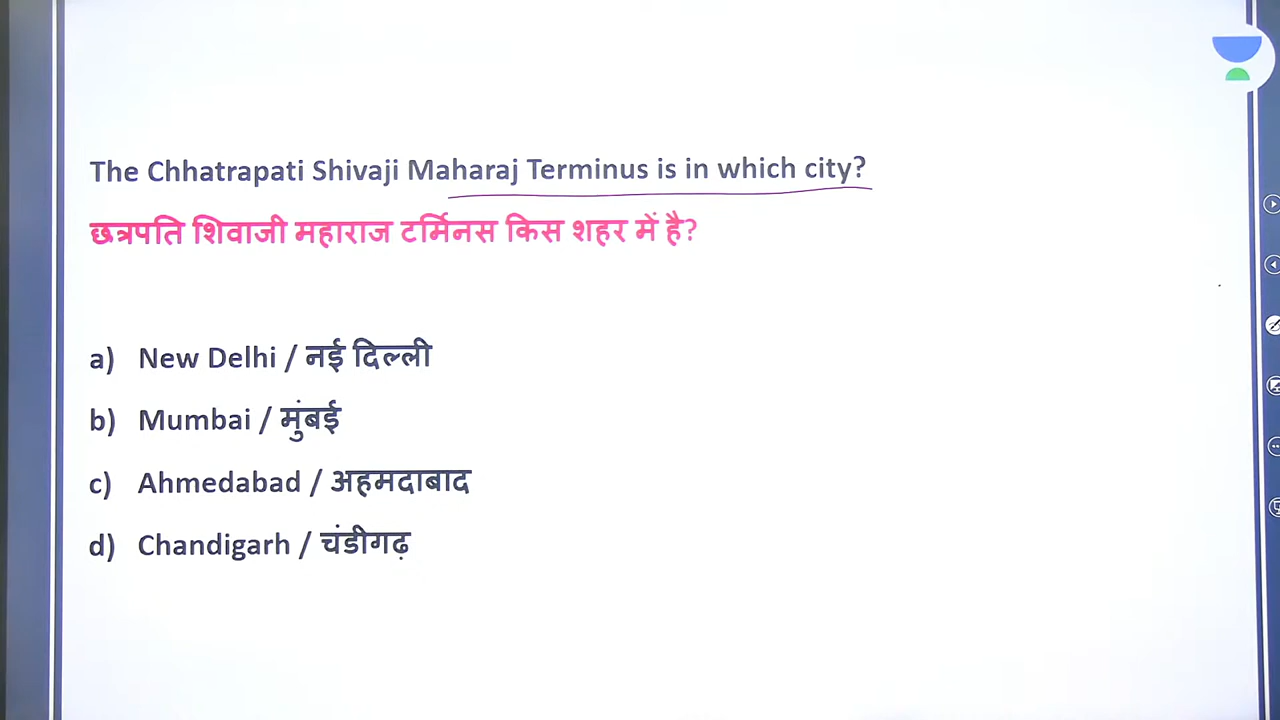 The Chhatrapati Shivaji Maharaj Terminus is in which city?
छत्रपति शिवाजी महाराज टर्मिनस किस शहर में है?
a) New Delhi / नई दिल्ली
b) Mumbai / मुंबई
c) Ahmedabad / अहमदाबाद
d) Chandigarh / चंडीगढ़